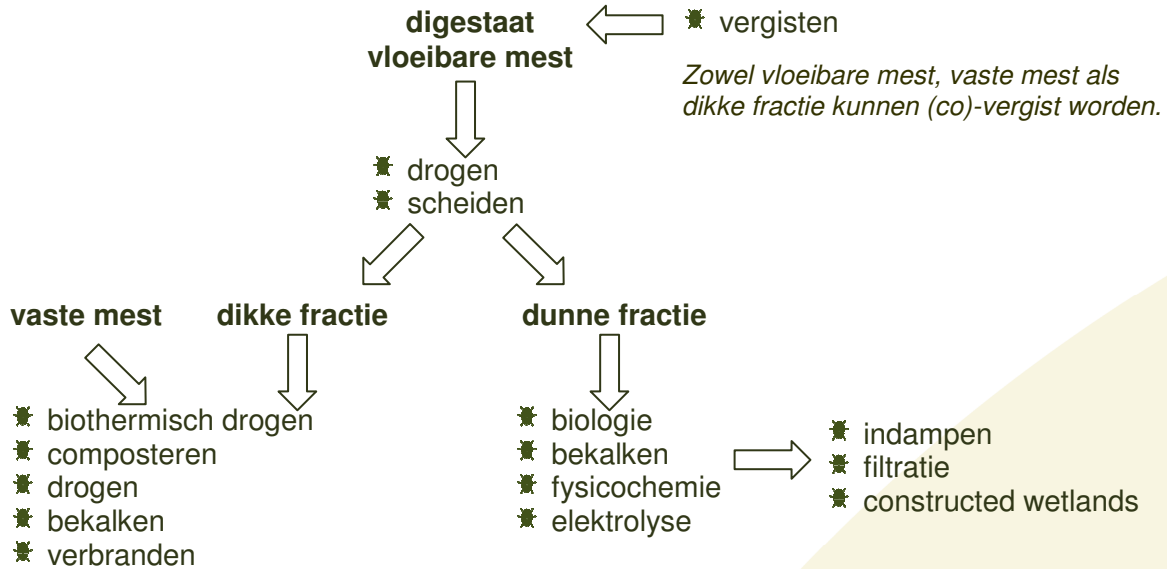 digestaat
vloeibare mest
vergisten
Zowel vloeibare mest, vaste mest als
dikke fractie kunnen (co)-vergist worden.
drogen
scheiden
vaste mest
dikke fractie
dunne fractie
biothermisch drogen
composteren
drogen
bekalken
verbranden
biologie
bekalken
fysicochemie
elektrolyse
indampen
filtratie
constructed wetlands